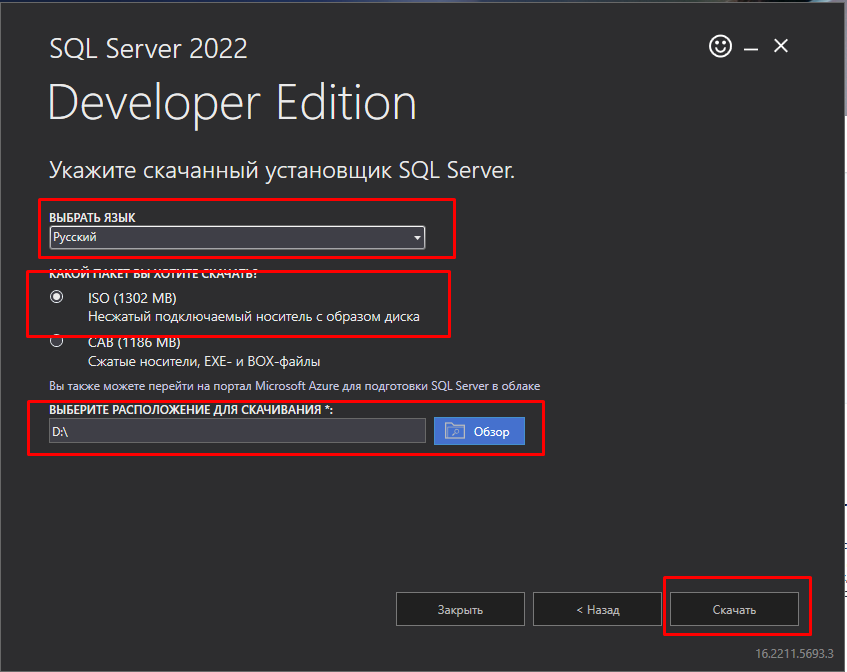 SQL Server 2022
Developer Edition
Укажите скачанный установщик SQL Server.
ВЫБРАТЬ ЯЗЫК
Русский
КАКОЙ ПАКЕТ ВЫ ХОТИТЕ СКАЧАТЬ?
ISO (1302 MB)
Несжатый подключаемый носитель с образом диска
CAB (1186 MB)
Сжатые носители, EXE- и BOX-файлы
Вы также можете перейти на портал Microsoft Azure для подготовки SQL Server в облаке
ВЫБЕРИТЕ РАСПОЛОЖЕНИЕ ДЛЯ СКАЧИВАНИЯ *:
D:\
Обзор
Закрыть
< Назад
Скачать
16.2211.5693.3